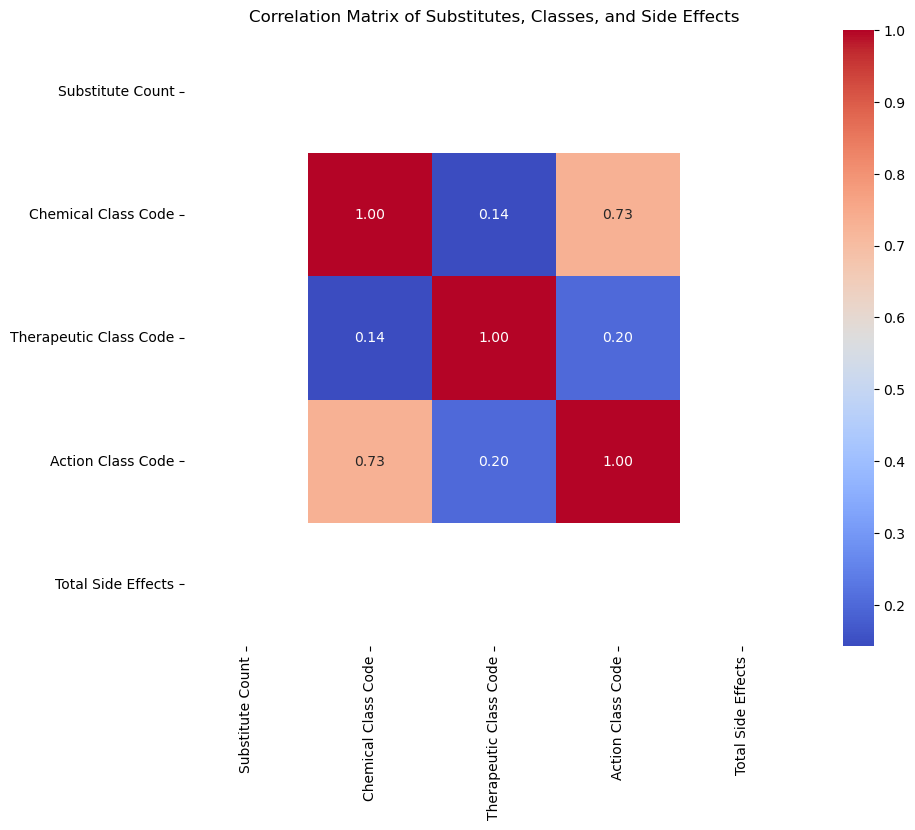 Correlation Matrix of Substitutes, Classes, and Side Effects
Substitute Count
Chemical Class Code
Therapeutic Class Code
Action Class Code
Total Side Effects
1.00 0.14 0.73
0.14 1.00 0.20
0.73 0.20 1.00
Substitute Count
Chemical Class Code
Therapeutic Class Code
Action Class Code
Total Side Effects
1.0
0.9
0.8
0.7
0.6
0.5
0.4
0.3
0.2